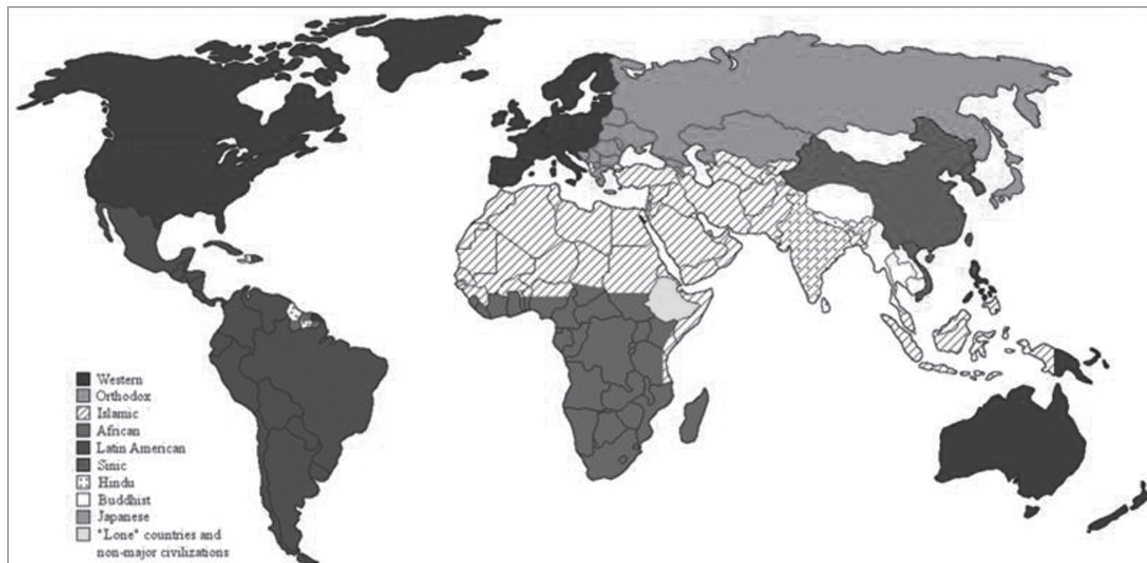 Western
Orthodox
Islamic
African
Latin American
Sinic
Hindu
Buddhist
Japanese
"Lone" countries and
non-major civilizations